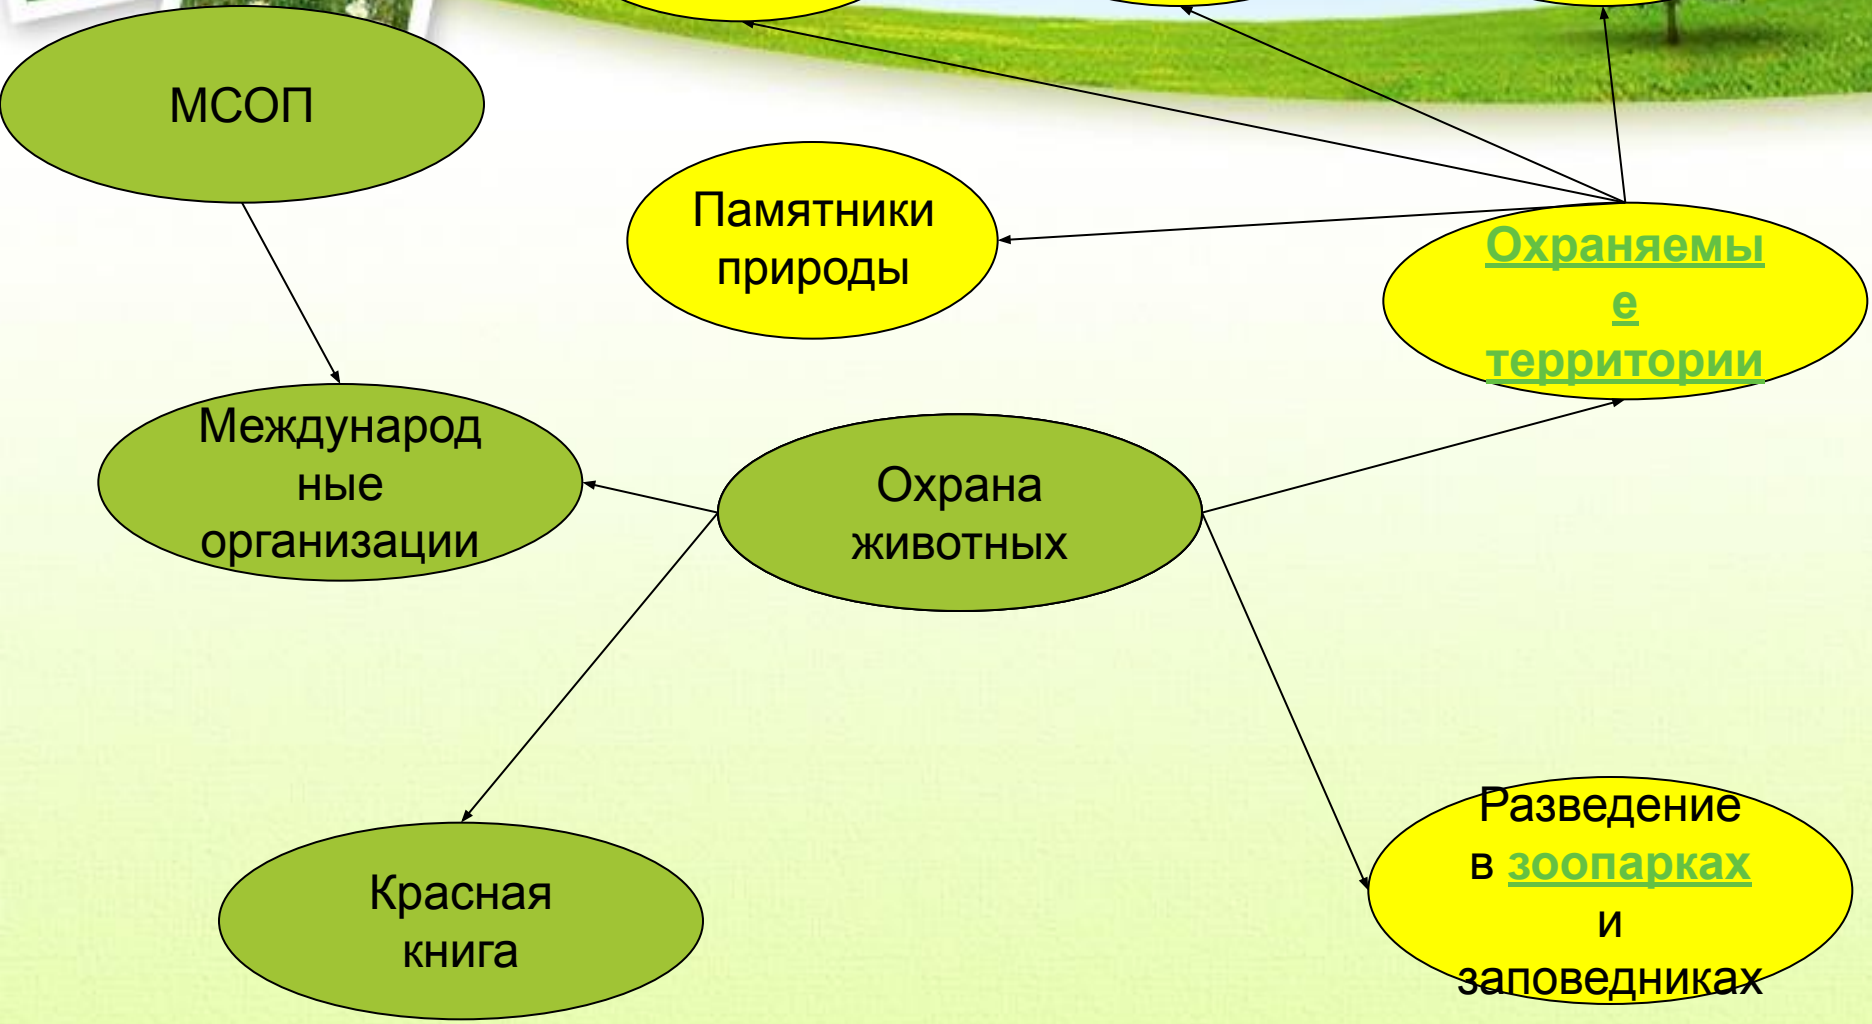 МСОП
Памятники
природы
Охраняемы
е
территории
Международ
ные
организации
Охрана
животных
Красная
книга
Разведение
в зоопарках
и
заповедниках